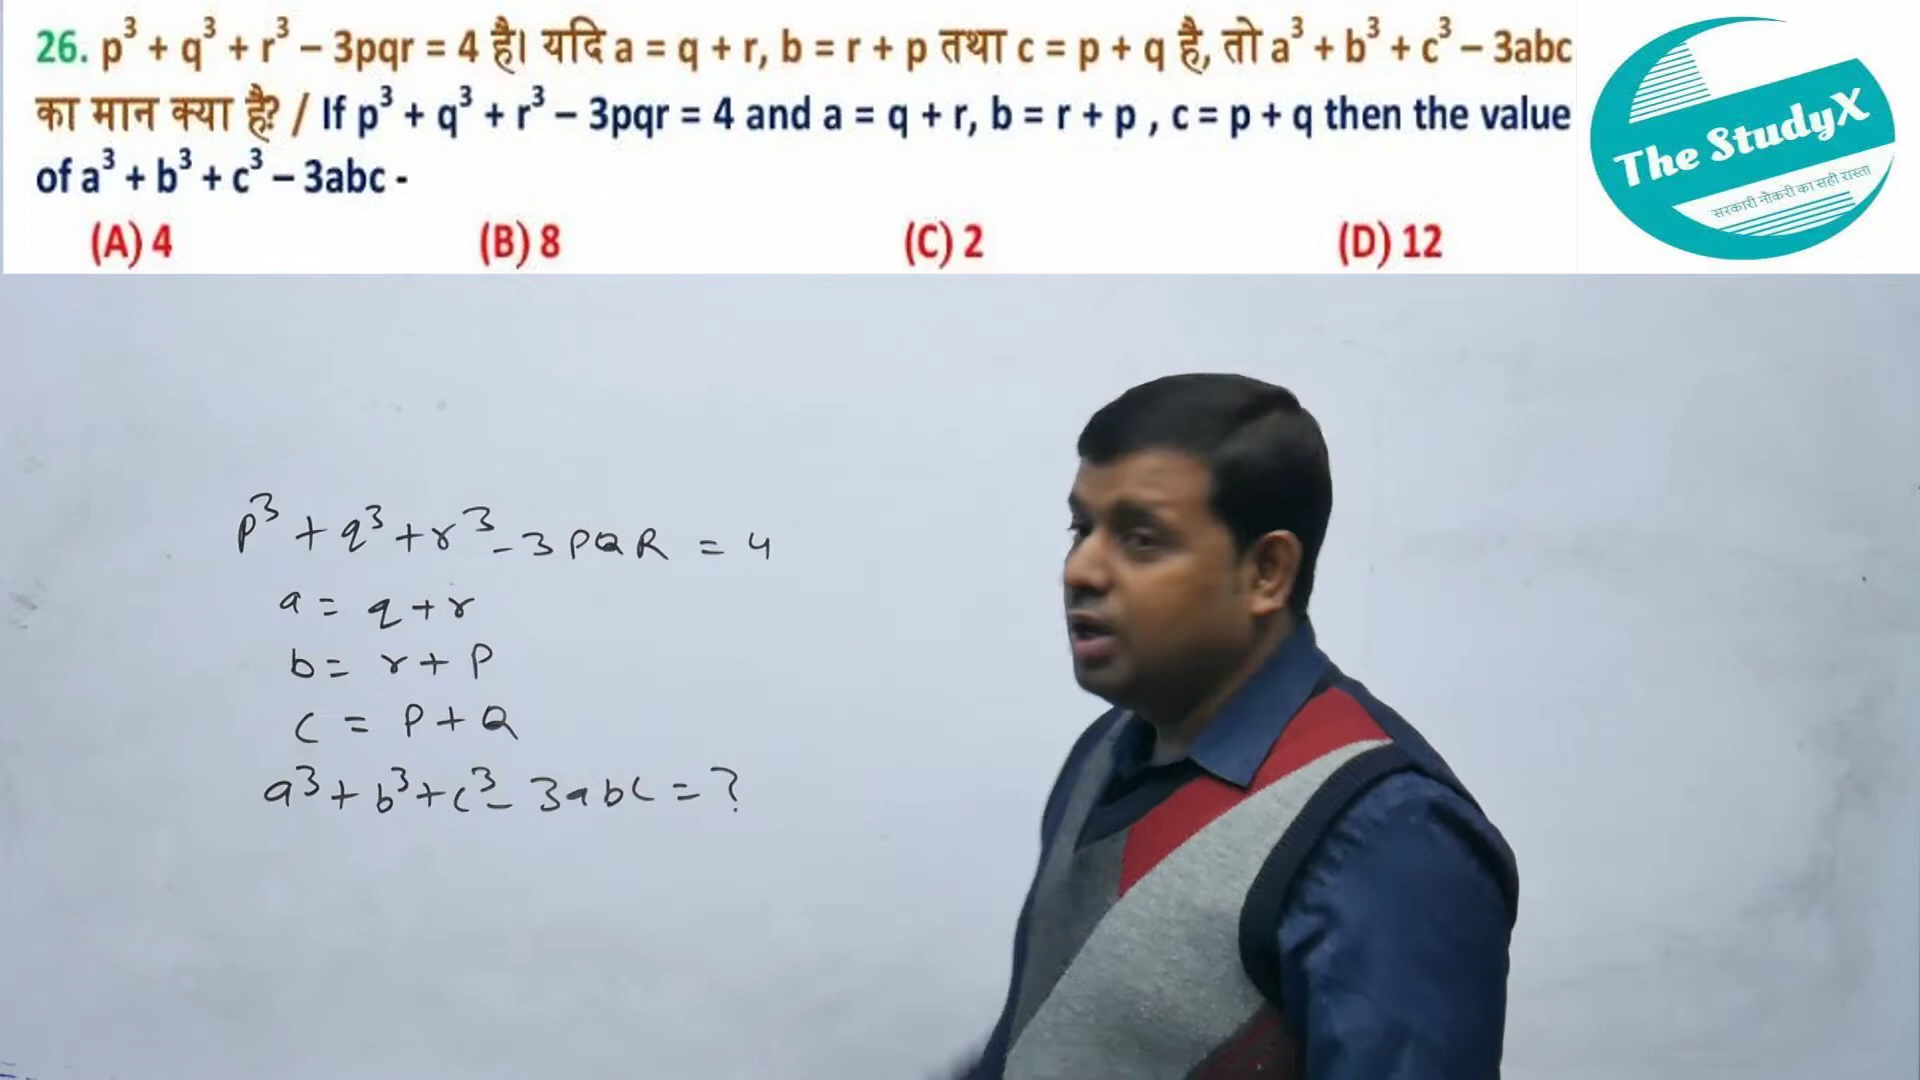 26. p³ + q³ + r³ – 3pqr = 4 है। यदि a = q + r, b = r + p तथा c = p + q है, तो a³ + b³ + c³ – 3abc
का मान क्या है? / If p³ + q³ + r³ – 3pqr = 4 and a = q + r, b = r + p , c = p + q then the value
of a³ + b³ + c³ – 3abc -
(A) 4 (B) 8 (C) 2 (D) 12
The StudyX
सरकारी नौकरी का सही रास्ता
p³ + q³ + r³ - 3 PQR = 4
a = q + r
b = r + P
C = P + Q
a³ + b³ + c³ - 3abc = ?